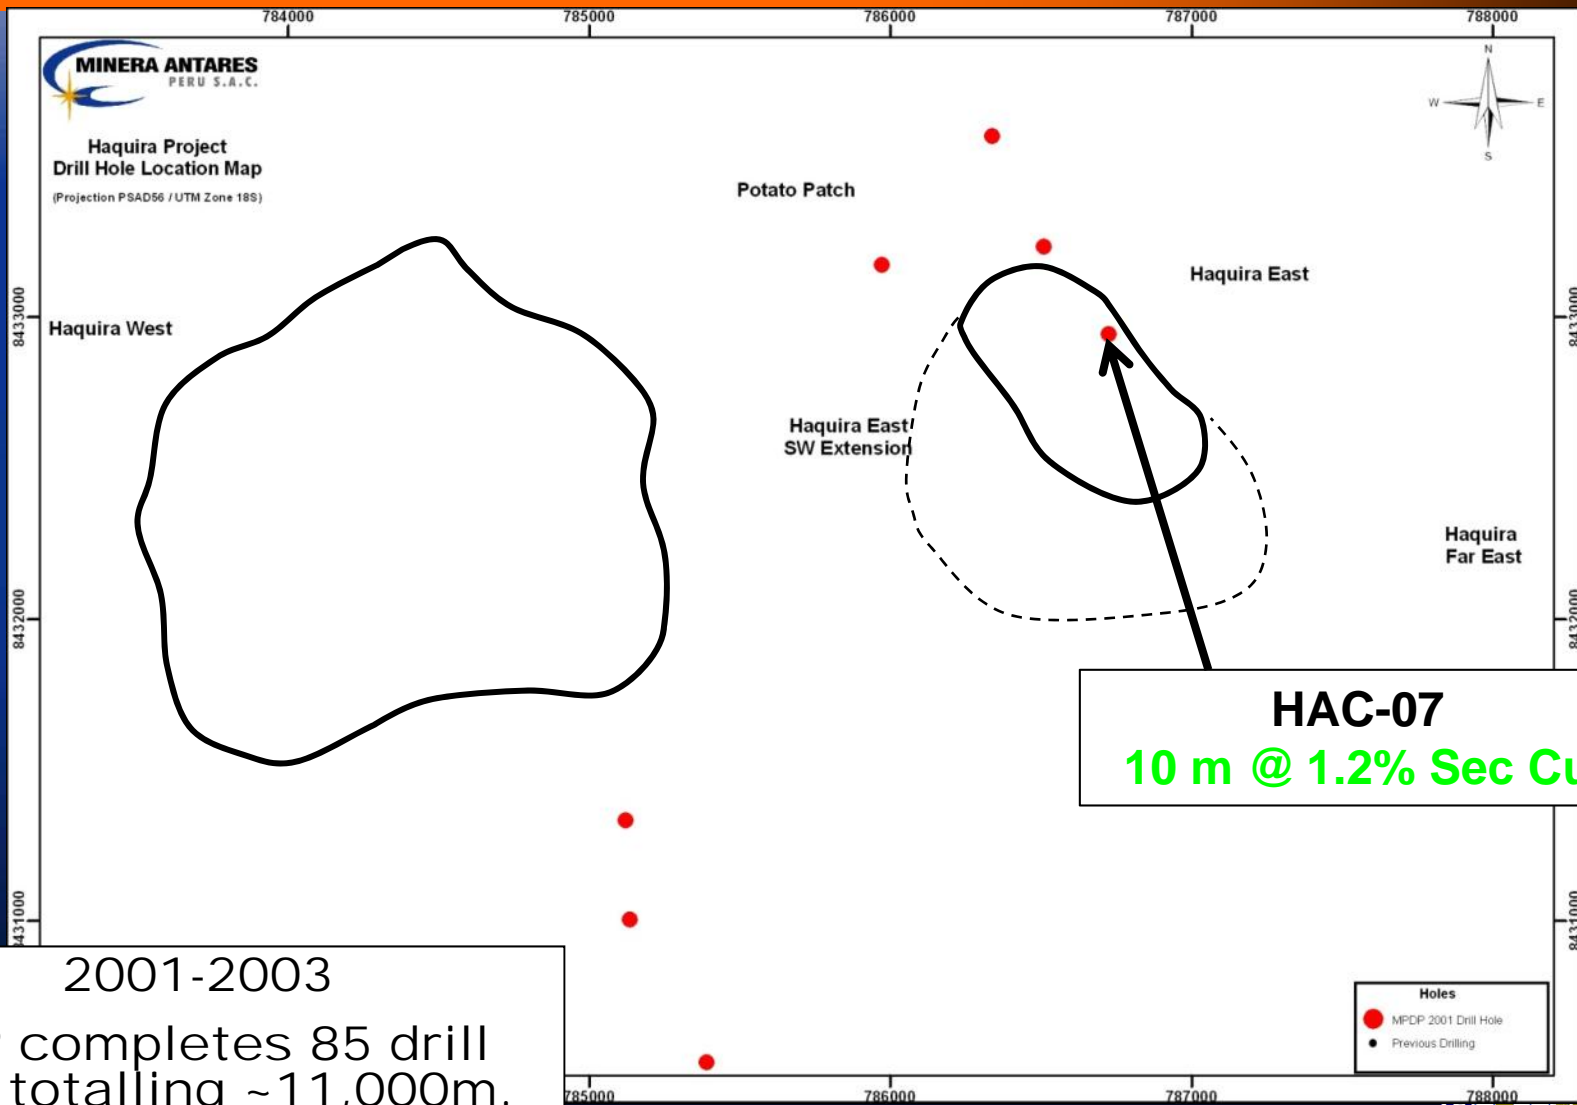 784000
785000
786000
787000
788000
MINERA ANTARES
PERU S.A.C.
Haquira Project
Drill Hole Location Map
(Projection PSAD56 / UTM Zone 18S)
N
W
E
S
Potato Patch
Haquira East
8433000
8433000
Haquira West
Haquira East
SW Extension
Haquira
Far East
8432000
8432000
HAC-07
10 m @ 1.2% Sec Cu
8431000
8431000
2001-2003
completes 85 drill
totalling ~11,000m.
Holes
MPDP 2001 Drill Hole
Previous Drilling
785000
786000
787000
788000